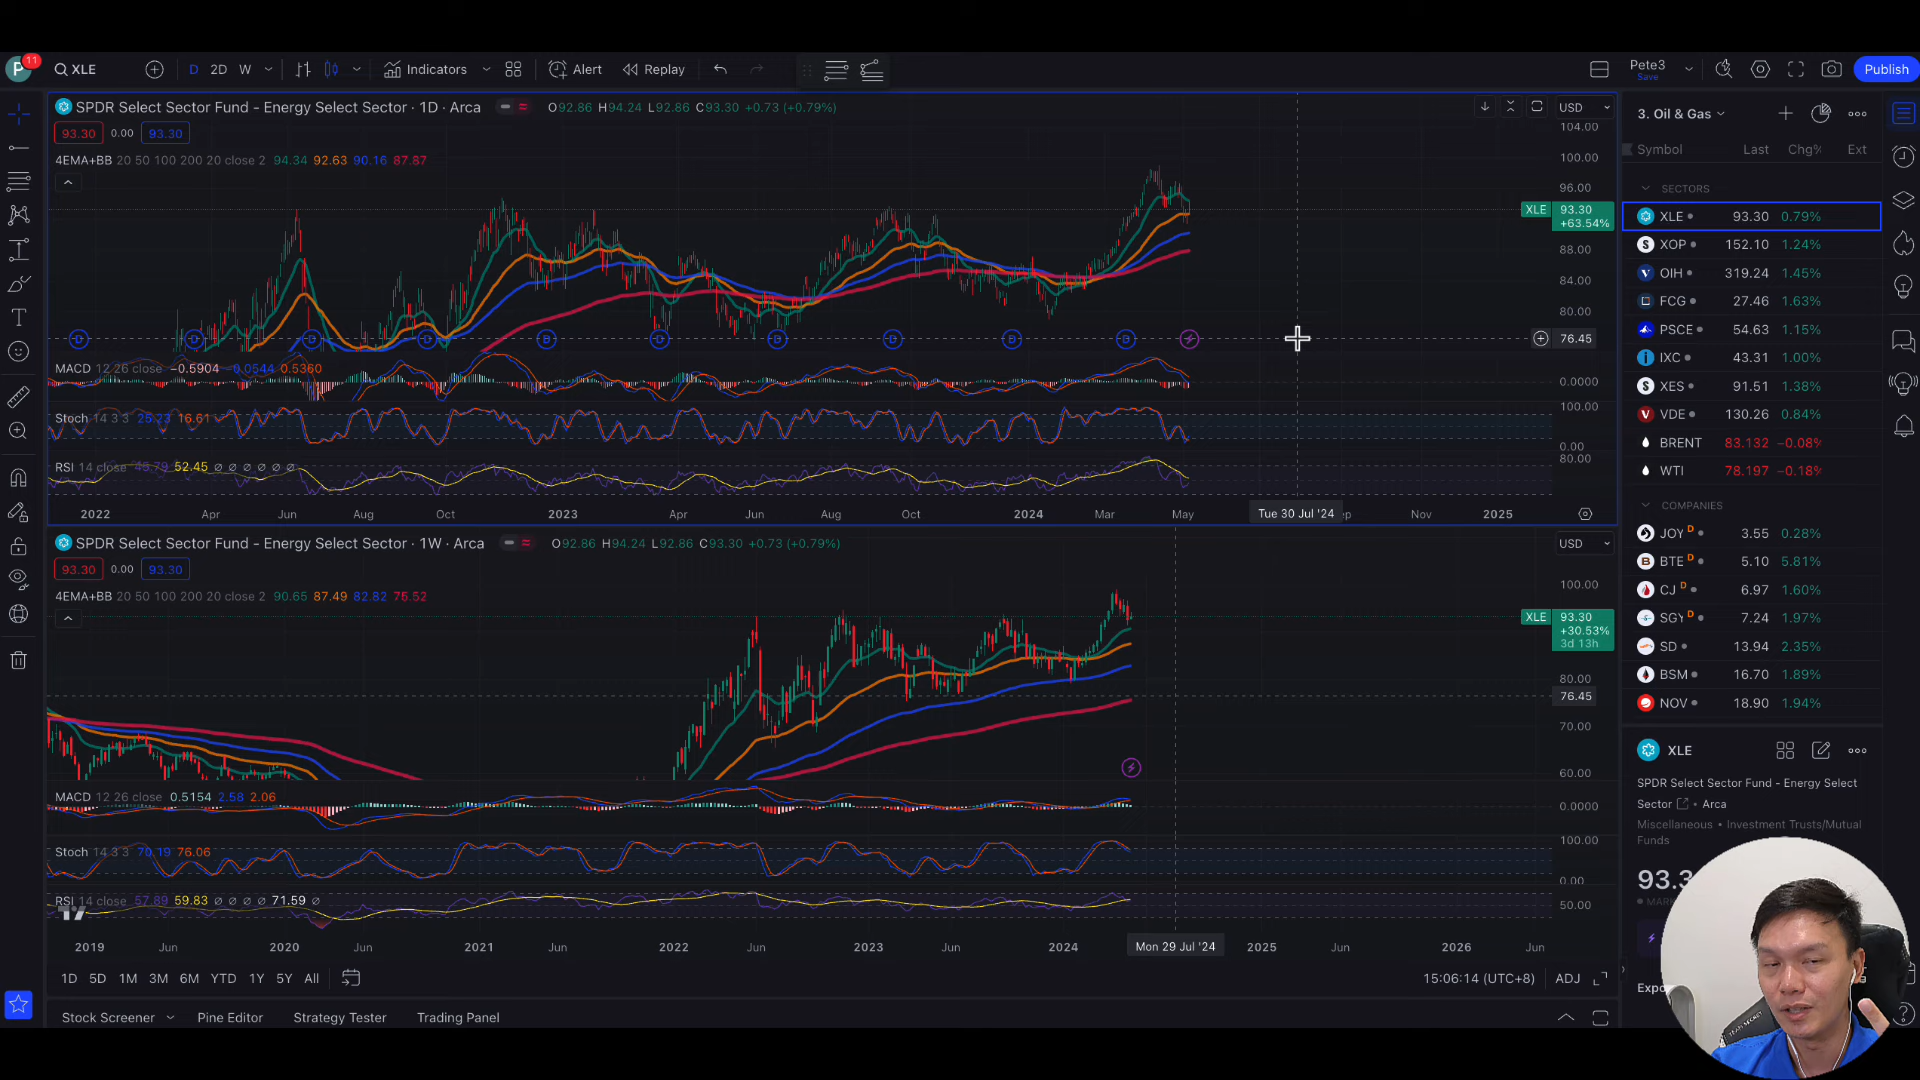 P 11
XLE
D 2D W
Indicators
Alert
Replay
Pete3
Save
Publish
SPDR Select Sector Fund - Energy Select Sector · 1D · Arca
O92.86 H94.24 L92.86 C93.30 +0.73 (+0.79%)
USD
93.30 0.00 93.30
4EMA+BB 20 50 100 200 20 close 2 94.34 92.63 90.16 87.87
104.00
100.00
96.00
XLE 93.30
+63.54%
88.00
84.00
80.00
76.45
D D D D D D D D D D
MACD 12 26 close −0.5904 −0.0544 0.5360
0.0000
Stoch 14 3 3 25.22 16.61
100.00
0.00
RSI 14 close 45.79 52.45 ∅ ∅ ∅ ∅ ∅ ∅
80.00
2022 Apr Jun Aug Oct 2023 Apr Jun Aug Oct 2024 Mar May Tue 30 Jul '24 Nov 2025
SPDR Select Sector Fund - Energy Select Sector · 1W · Arca
O92.86 H94.24 L92.86 C93.30 +0.73 (+0.79%)
USD
93.30 0.00 93.30
4EMA+BB 20 50 100 200 20 close 2 90.65 87.49 82.82 75.52
100.00
XLE 93.30
+30.53%
3d 13h
80.00
76.45
70.00
60.00
MACD 12 26 close 0.5154 2.58 2.06
0.0000
Stoch 14 3 3 70.19 76.06
100.00
0.00
RSI 14 close 57.89 59.83 ∅ ∅ ∅ ∅ 71.59 ∅
50.00
2019 Jun 2020 Jun 2021 Jun 2022 Jun 2023 Jun 2024 Mon 29 Jul '24 2025 Jun 2026 Jun
1D 5D 1M 3M 6M YTD 1Y 5Y All
15:06:14 (UTC+8) ADJ
Stock Screener Pine Editor Strategy Tester Trading Panel
3. Oil & Gas
Symbol Last Chg% Ext
SECTORS
XLE 93.30 0.79%
XOP 152.10 1.24%
OIH 319.24 1.45%
FCG 27.46 1.63%
PSCE 54.63 1.15%
IXC 43.31 1.00%
XES 91.51 1.38%
VDE 130.26 0.84%
BRENT 83.132 −0.08%
WTI 78.197 −0.18%
COMPANIES
JOY D 3.55 0.28%
BTE D 5.10 5.81%
CJ D 6.97 1.60%
SGY D 7.24 1.97%
SD 13.94 2.35%
BSM 16.70 1.89%
NOV 18.90 1.94%
XLE
SPDR Select Sector Fund - Energy Select
Sector • Arca
Miscellaneous • Investment Trusts/Mutual
Funds